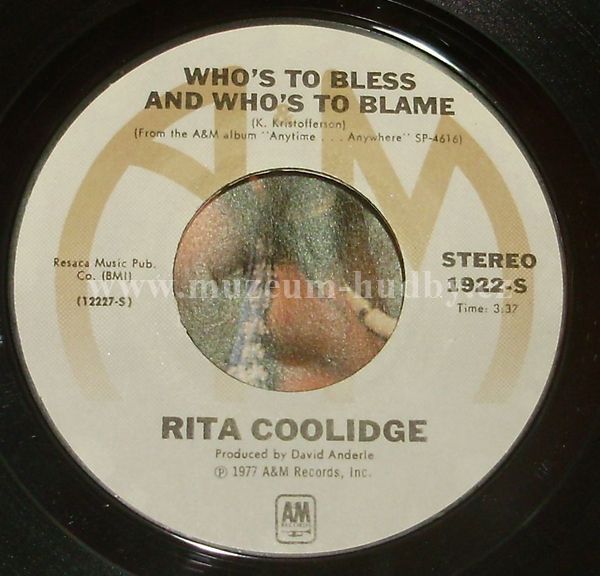 WHO'S TO BLESS
AND WHO'S TO BLAME
(K. Kristofferson)
(From the A&M album "Anytime . . . Anywhere" SP-4616)
Resaca Music Pub.
Co. (BMI)
(12227-S)
STEREO
1922-S
Time: 3:37
www.muzeum-hudby.cz
RITA COOLIDGE
Produced by David Anderle
℗ 1977 A&M Records, Inc.
A&M
AM
RECORDS